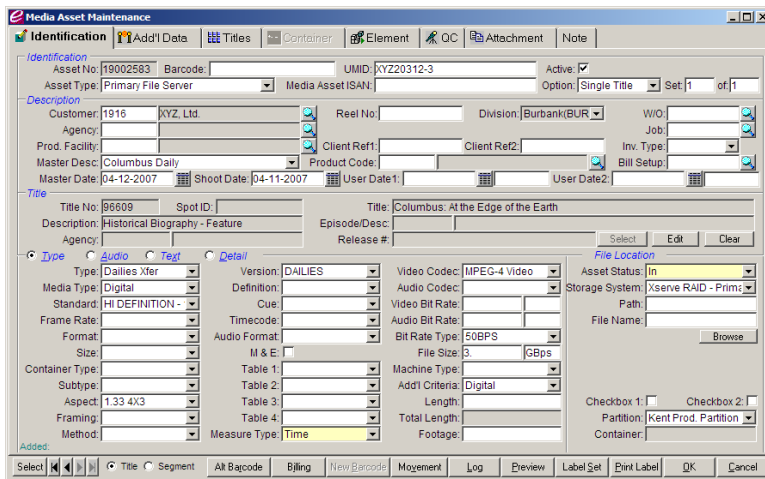 Media Asset Maintenance
Identification Add'l Data Titles Container Element QC Attachment Note
Identification
Asset No: 19002583 Barcode: UMID: XYZ20312-3 Active:
Asset Type: Primary File Server Media Asset ISAN: Option: Single Title Set: 1 of: 1
Description
Customer: 1916 XYZ, Ltd. Reel No: Division: Burbank(BUR W/O:
Agency: Job:
Prod. Facility: Client Ref1: Client Ref2: Inv. Type:
Master Desc: Columbus Daily Product Code: Bill Setup:
Master Date: 04-12-2007 Shoot Date: 04-11-2007 User Date1: User Date2:
Title
Title No: 96609 Spot ID: Title: Columbus: At the Edge of the Earth
Description: Historical Biography - Feature Episode/Desc:
Agency: Release #: Select Edit Clear
Type Audio Text Detail File Location
Type: Dailies Xfer Version: DAILIES Video Codec: MPEG-4 Video Asset Status: In
Media Type: Digital Definition: Audio Codec: Storage System: Xserve RAID - Prima
Standard: HI DEFINITION - Cue: Video Bit Rate: Path:
Frame Rate: Timecode: Audio Bit Rate: File Name:
Format: Audio Format: Bit Rate Type: 50BPS Browse
Size: M & E: File Size: 3. GBps
Container Type: Table 1: Machine Type:
Subtype: Table 2: Add'l Criteria: Digital
Aspect: 1.33 4X3 Table 3: Length: Checkbox 1: Checkbox 2:
Framing: Table 4: Total Length: Partition: Kent Prod. Partition
Method: Measure Type: Time Footage: Container:
Added:
Select Title Segment Alt Barcode Billing New Barcode Movement Log Preview Label Set Print Label OK Cancel